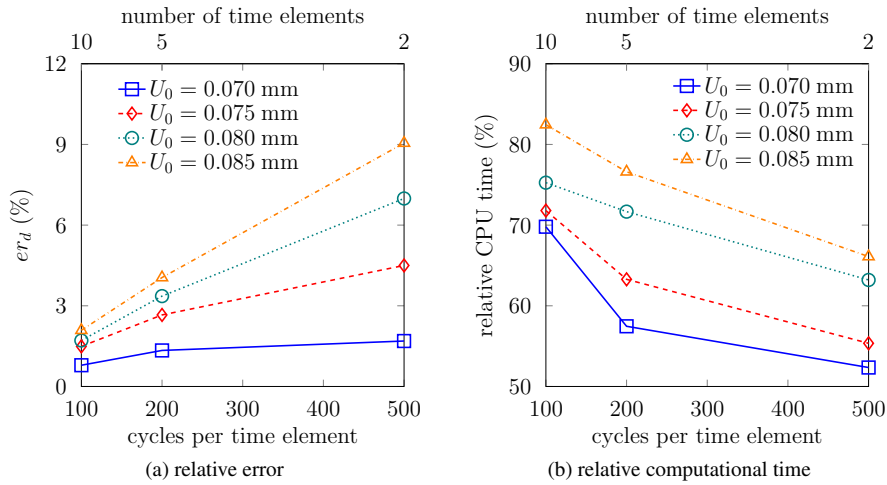 number of time elements
10 5 2
12
9
6
3
0
er_d (%)
U_0 = 0.070 mm
U_0 = 0.075 mm
U_0 = 0.080 mm
U_0 = 0.085 mm
100 200 300 400 500
cycles per time element
(a) relative error
number of time elements
10 5 2
90
80
70
60
50
relative CPU time (%)
U_0 = 0.070 mm
U_0 = 0.075 mm
U_0 = 0.080 mm
U_0 = 0.085 mm
100 200 300 400 500
cycles per time element
(b) relative computational time